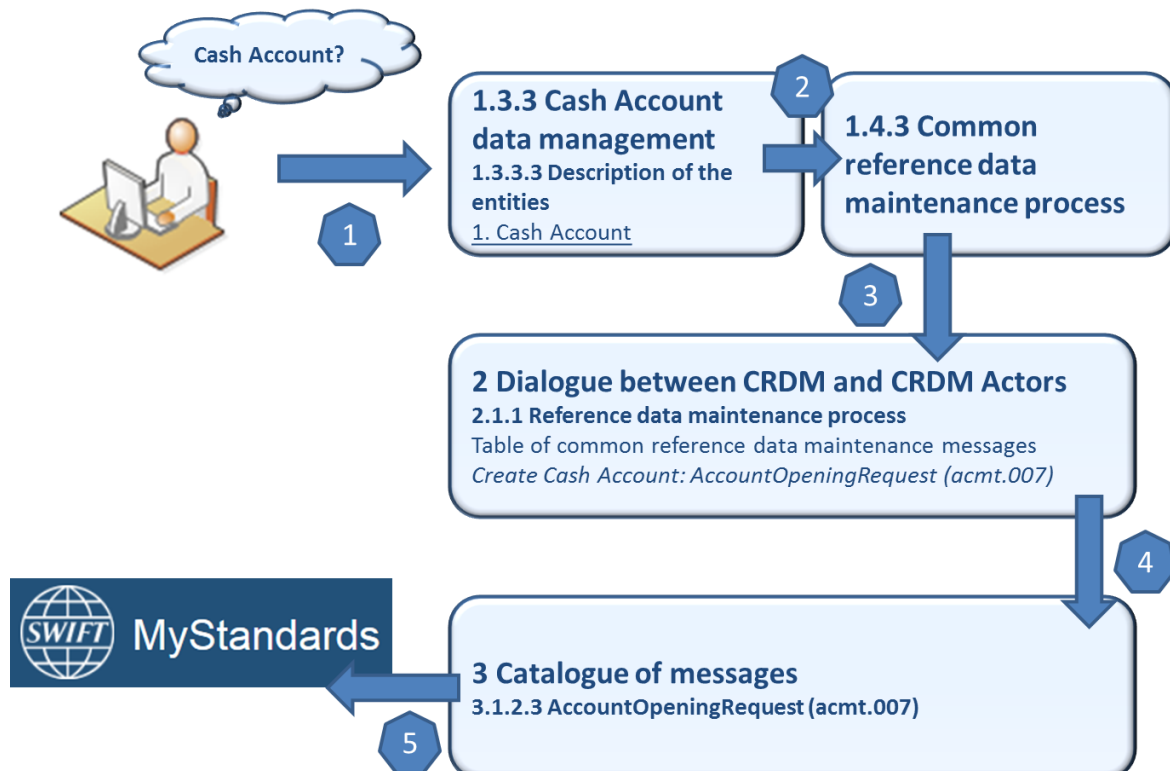 Cash Account?
1
1.3.3 Cash Account
data management
1.3.3.3 Description of the
entities
1. Cash Account
2
1.4.3 Common
reference data
maintenance process
3
2 Dialogue between CRDM and CRDM Actors
2.1.1 Reference data maintenance process
Table of common reference data maintenance messages
Create Cash Account: AccountOpeningRequest (acmt.007)
4
3 Catalogue of messages
3.1.2.3 AccountOpeningRequest (acmt.007)
5
SWIFT MyStandards